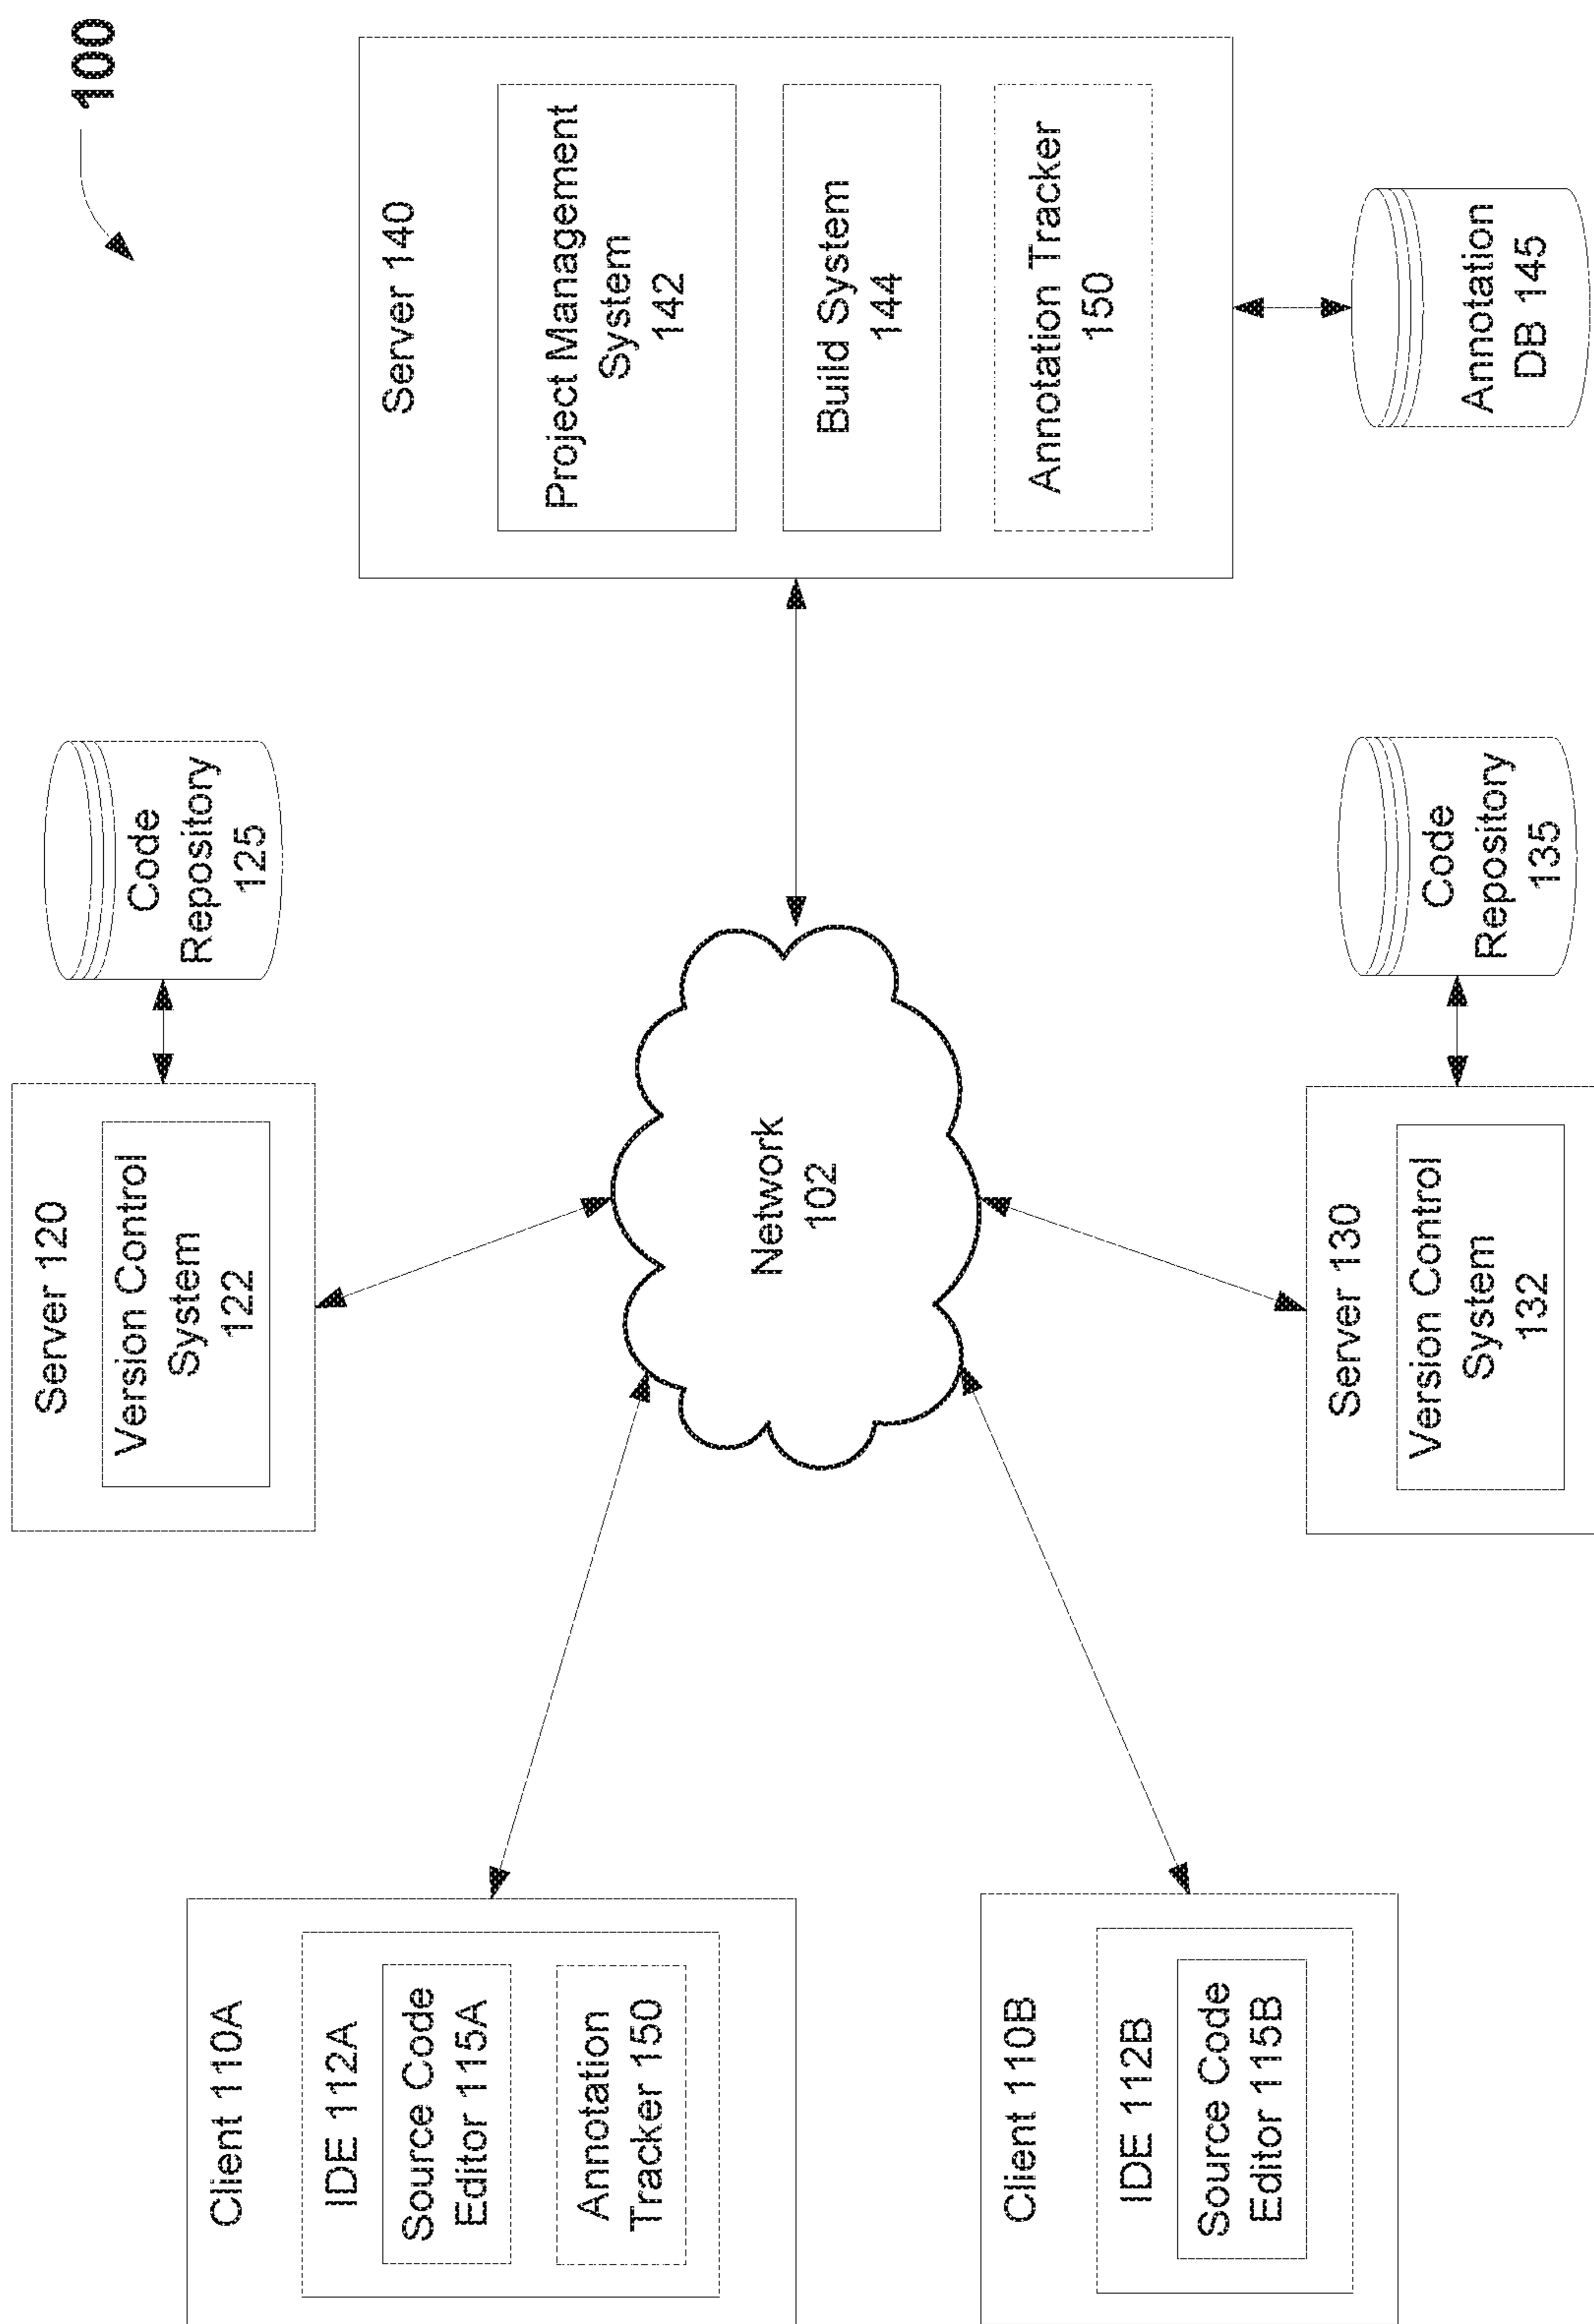 100
Client 110A
IDE 112A
Source Code
Editor 115A
Annotation
Tracker 150
Client 110B
IDE 112B
Source Code
Editor 115B
Server 120
Version Control
System
122
Code
Repository
125
Network
102
Server 130
Version Control
System
132
Code
Repository
135
Server 140
Project Management
System
142
Build System
144
Annotation Tracker
150
Annotation
DB 145